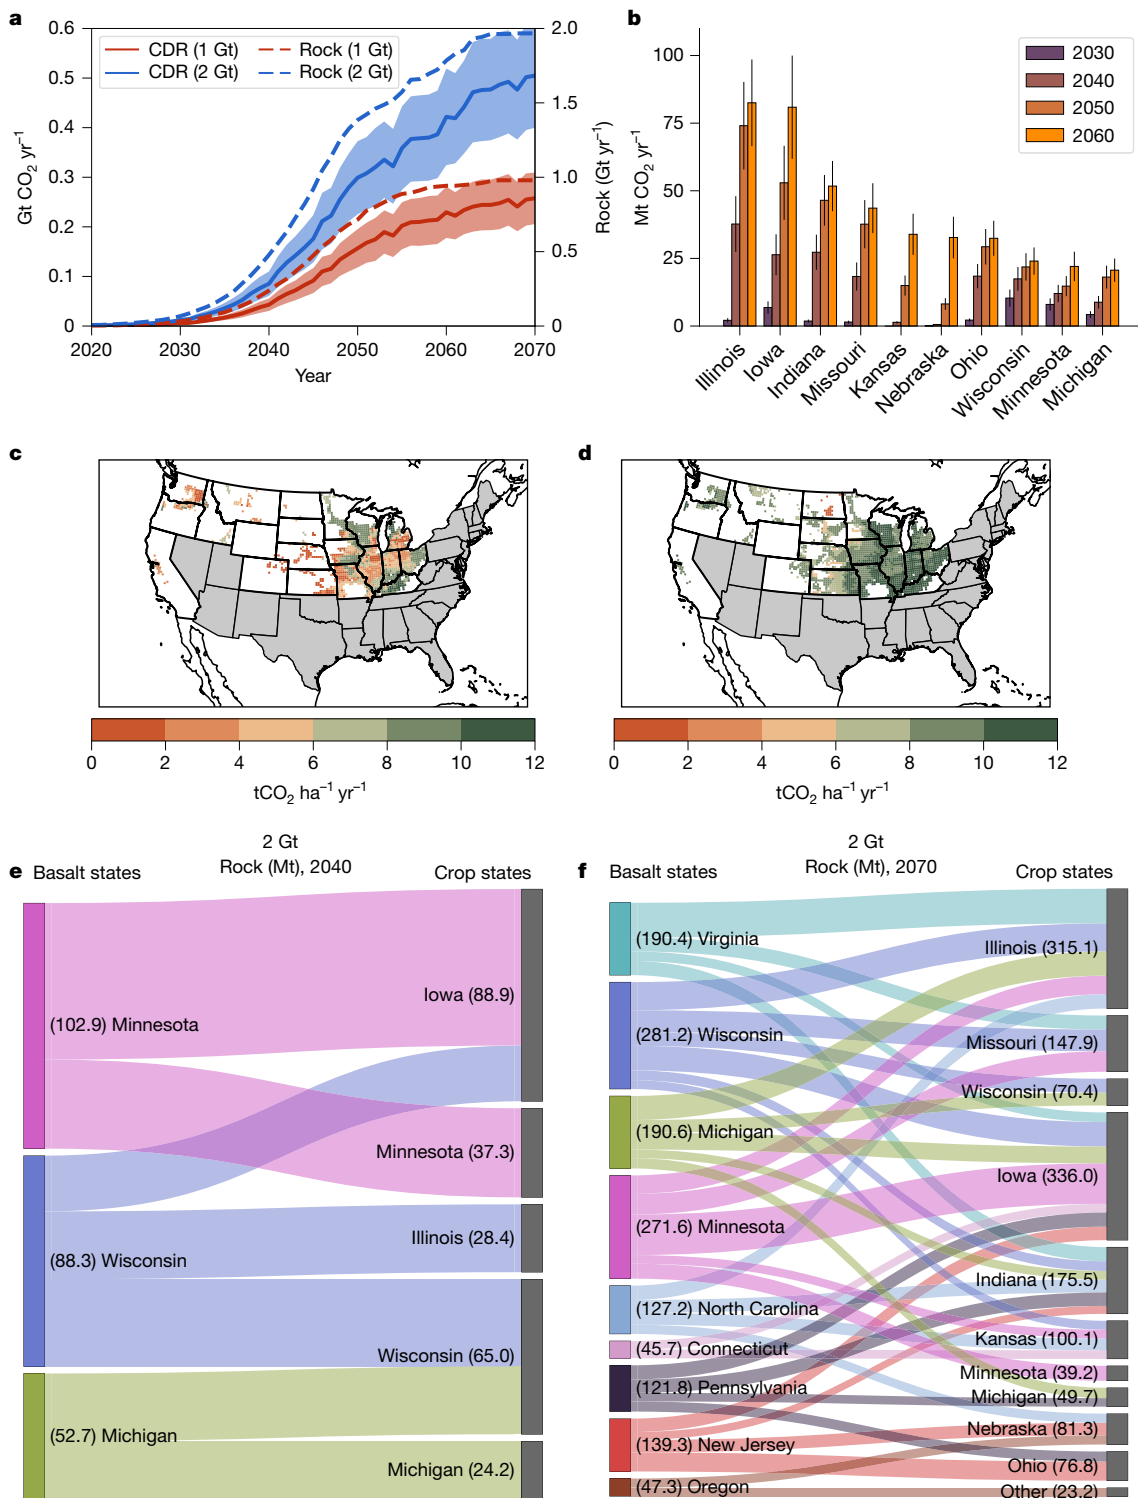 a
0.6
0.5
0.4
0.3
0.2
0.1
0
Gt CO₂ yr⁻¹
CDR (1 Gt)
CDR (2 Gt)
Rock (1 Gt)
Rock (2 Gt)
2.0
1.5
1.0
0.5
0
Rock (Gt yr⁻¹)
2020 2030 2040 2050 2060 2070
Year
b
100
75
50
25
0
Mt CO₂ yr⁻¹
2030
2040
2050
2060
Illinois
Iowa
Indiana
Missouri
Kansas
Nebraska
Ohio
Wisconsin
Minnesota
Michigan
c
0 2 4 6 8 10 12
tCO₂ ha⁻¹ yr⁻¹
d
0 2 4 6 8 10 12
tCO₂ ha⁻¹ yr⁻¹
e
2 Gt
Rock (Mt), 2040
Basalt states
Crop states
(102.9) Minnesota
(88.3) Wisconsin
(52.7) Michigan
Iowa (88.9)
Minnesota (37.3)
Illinois (28.4)
Wisconsin (65.0)
Michigan (24.2)
f
2 Gt
Rock (Mt), 2070
Basalt states
Crop states
(190.4) Virginia
(281.2) Wisconsin
(190.6) Michigan
(271.6) Minnesota
(127.2) North Carolina
(45.7) Connecticut
(121.8) Pennsylvania
(139.3) New Jersey
(47.3) Oregon
Illinois (315.1)
Missouri (147.9)
Wisconsin (70.4)
Iowa (336.0)
Indiana (175.5)
Kansas (100.1)
Minnesota (39.2)
Michigan (49.7)
Nebraska (81.3)
Ohio (76.8)
Other (23.2)